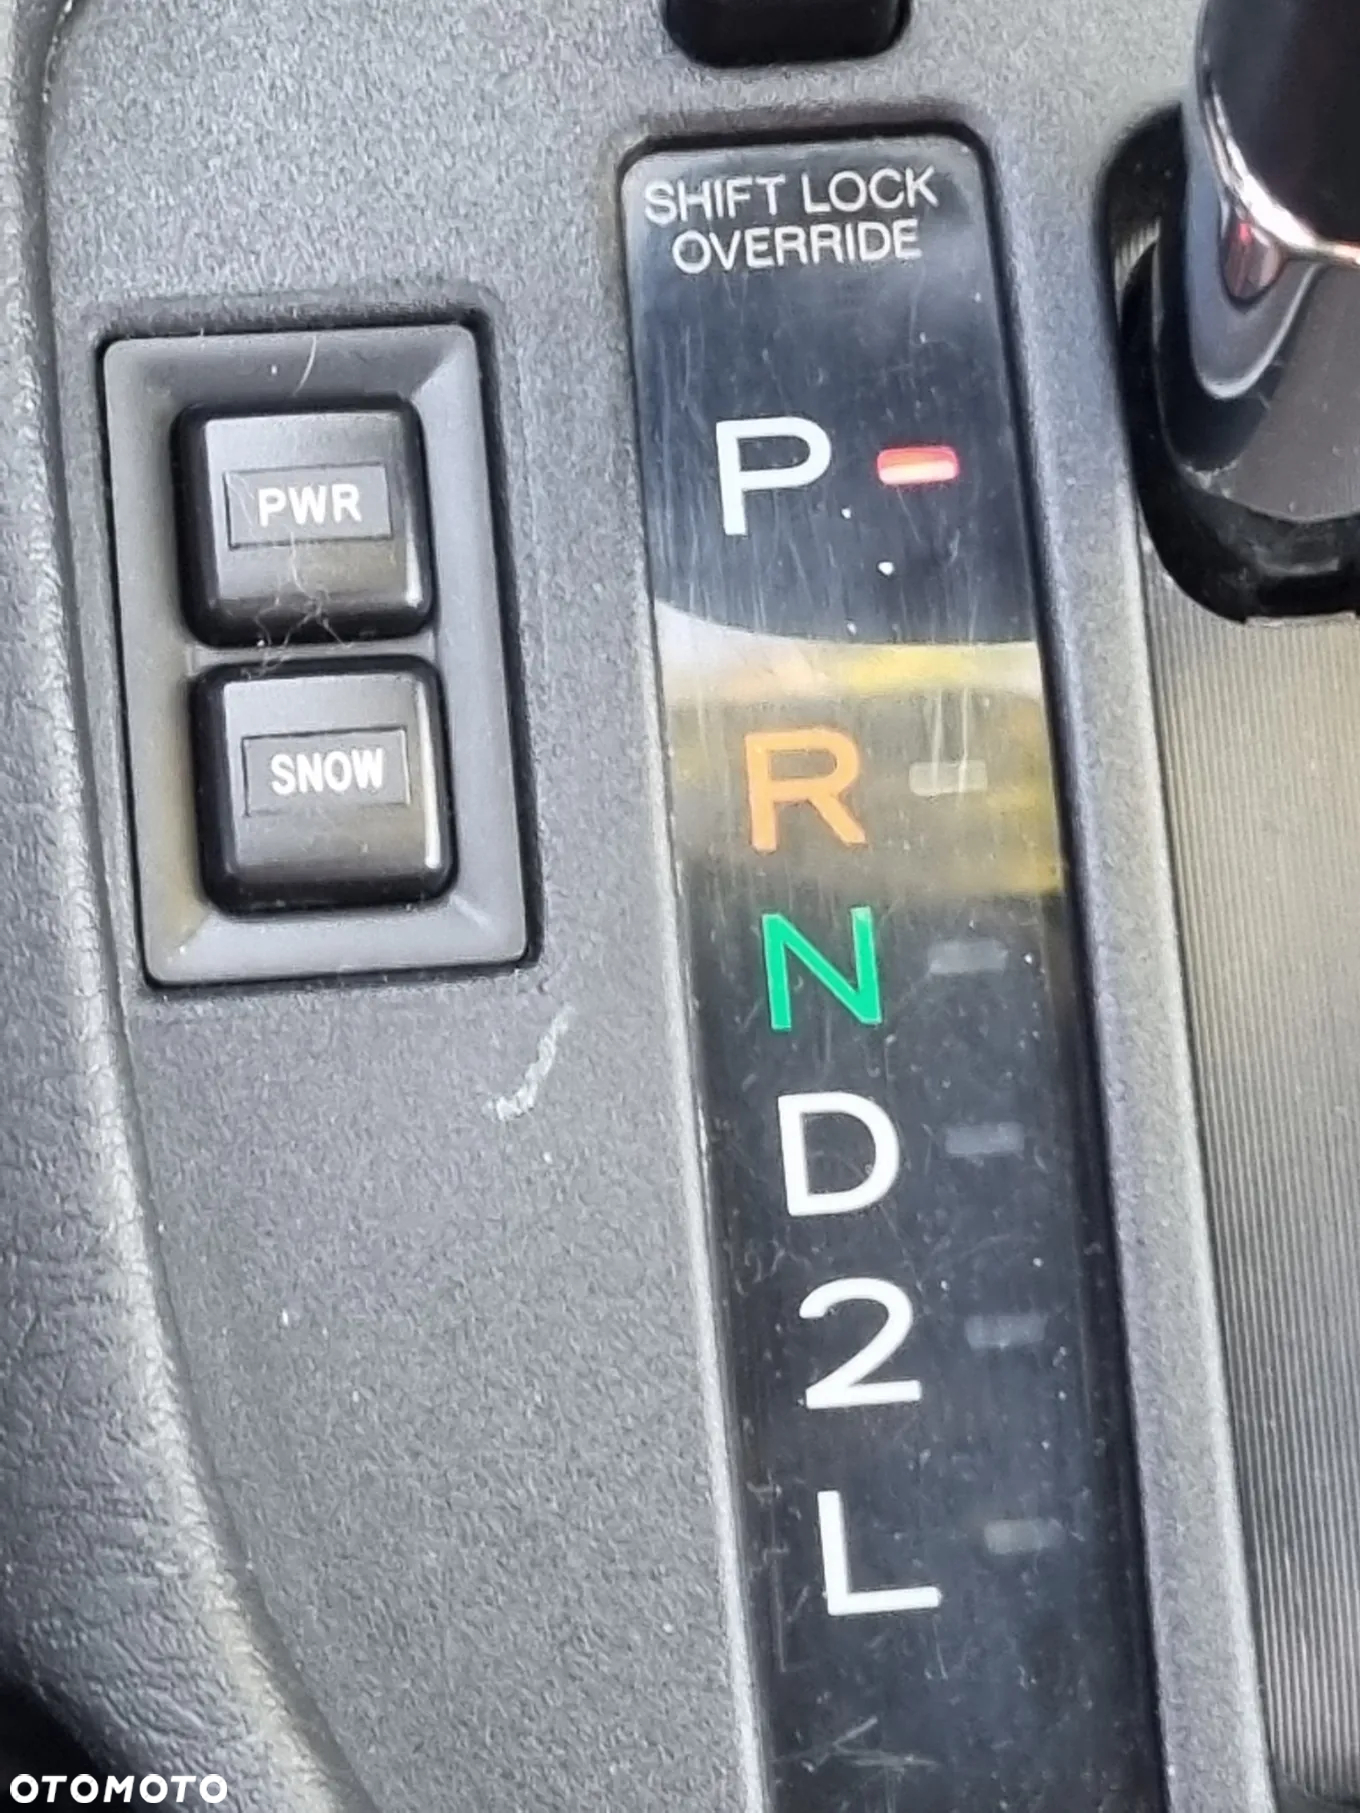 SHIFT LOCK
OVERRIDE
PWR
SNOW
P
R
N
D
2
L
OTOMOTO